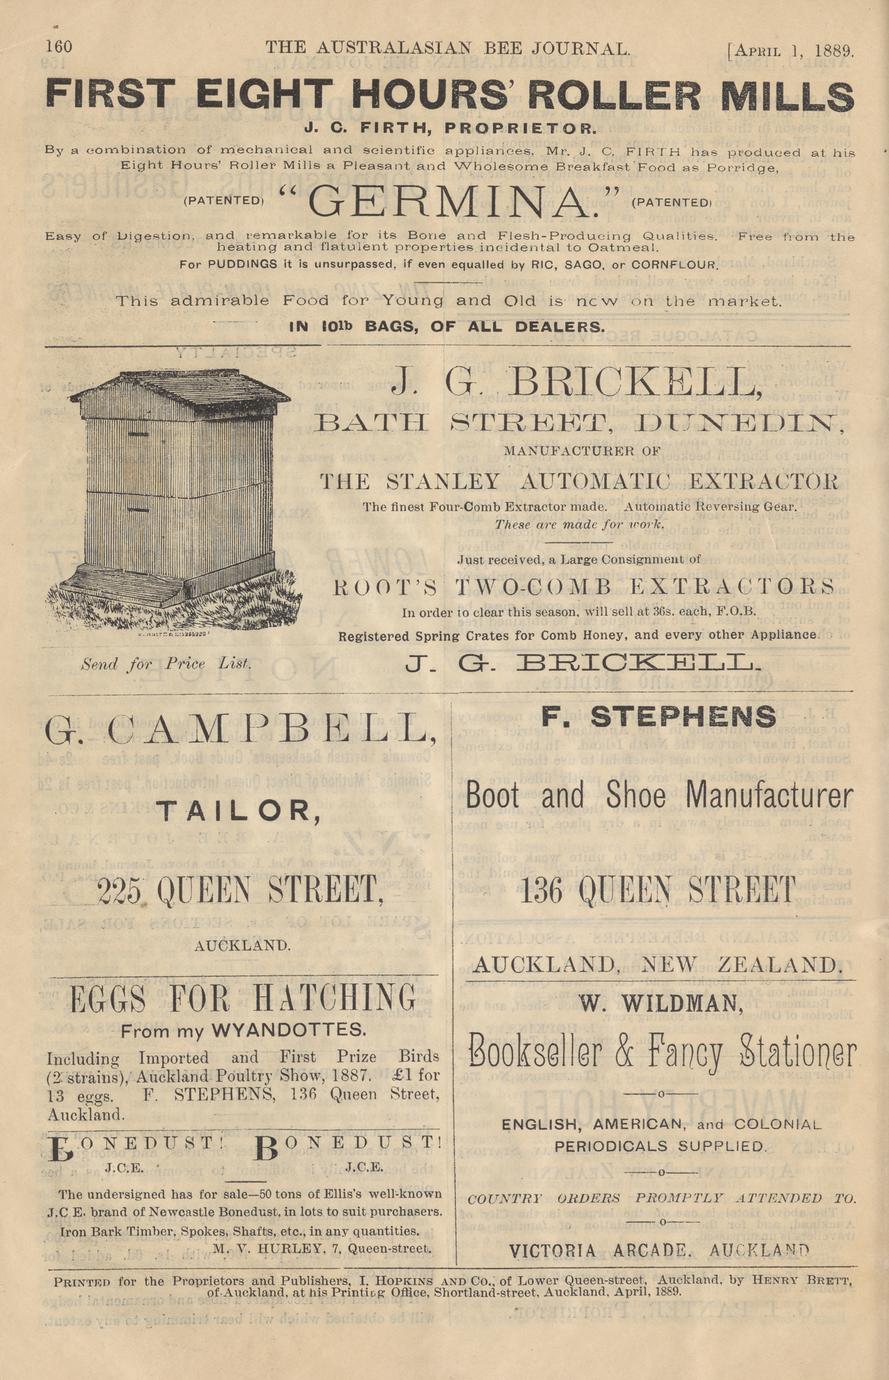 160 THE AUSTRALASIAN BEE JOURNAL. [APRIL 1, 1889.
FIRST EIGHT HOURS' ROLLER MILLS
J. C. FIRTH, PROPRIETOR.
By a combination of mechanical and scientific appliances, Mr. J. C. FIRTH has produced at his
Eight Hours' Roller Mills a Pleasant and Wholesome Breakfast Food as Porridge,
(PATENTED) "GERMINA." (PATENTED)
Easy of Digestion, and remarkable for its Bone and Flesh-Producing Qualities. Free from the
heating and flatulent properties incidental to Oatmeal.
For PUDDINGS it is unsurpassed, if even equalled by RIC, SAGO, or CORNFLOUR.
This admirable Food for Young and Old is now on the market.
IN 10lb BAGS, OF ALL DEALERS.
J. G. BRICKELL,
BATH STREET, DUNEDIN,
MANUFACTURER OF
THE STANLEY AUTOMATIC EXTRACTOR
The finest Four-Comb Extractor made. Automatic Reversing Gear.
These are made for work.
Just received, a Large Consignment of
ROOT'S TWO-COMB EXTRACTORS
In order to clear this season, will sell at 36s. each, F.O.B.
Registered Spring Crates for Comb Honey, and every other Appliance.
Send for Price List.
J. G. BRICKELL.
G. CAMPBELL,
TAILOR,
225, QUEEN STREET,
AUCKLAND.
EGGS FOR HATCHING
From my WYANDOTTES.
Including Imported and First Prize Birds
(2 strains), Auckland Poultry Show, 1887. £1 for
13 eggs. F. STEPHENS, 136 Queen Street,
Auckland.
BONEDUST! BONEDUST!
J.C.E. J.C.E.
The undersigned has for sale—50 tons of Ellis's well-known
J.C E. brand of Newcastle Bonedust, in lots to suit purchasers.
Iron Bark Timber, Spokes, Shafts, etc., in any quantities.
M. V. HURLEY, 7, Queen-street.
F. STEPHENS
Boot and Shoe Manufacturer
136 QUEEN STREET
AUCKLAND, NEW ZEALAND.
W. WILDMAN,
Bookseller & Fancy Stationer
—o—
ENGLISH, AMERICAN, and COLONIAL
PERIODICALS SUPPLIED.
—o—
COUNTRY ORDERS PROMPTLY ATTENDED TO.
—o—
VICTORIA ARCADE, AUCKLAND
PRINTED for the Proprietors and Publishers, I. HOPKINS AND CO., of Lower Queen-street, Auckland, by HENRY BRETT,
of Auckland, at his Printing Office, Shortland-street, Auckland, April, 1889.